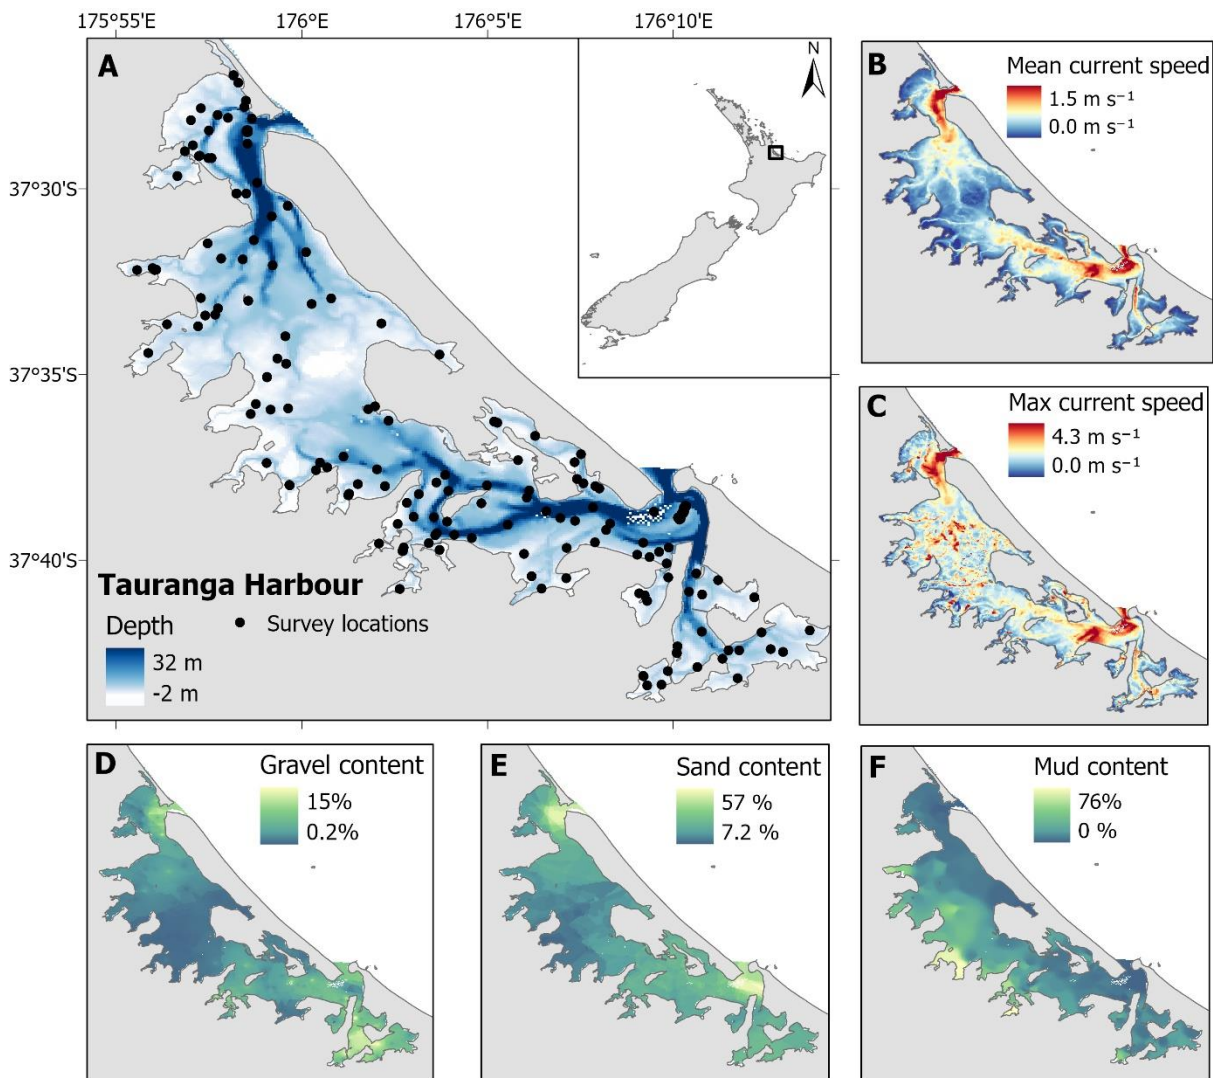 175°55'E 176°E 176°5'E 176°10'E
A
N
37°30'S
37°35'S
37°40'S
Tauranga Harbour
Depth
32 m
-2 m
Survey locations
B
Mean current speed
1.5 m s⁻¹
0.0 m s⁻¹
C
Max current speed
4.3 m s⁻¹
0.0 m s⁻¹
D
Gravel content
15%
0.2%
E
Sand content
57 %
7.2 %
F
Mud content
76%
0 %